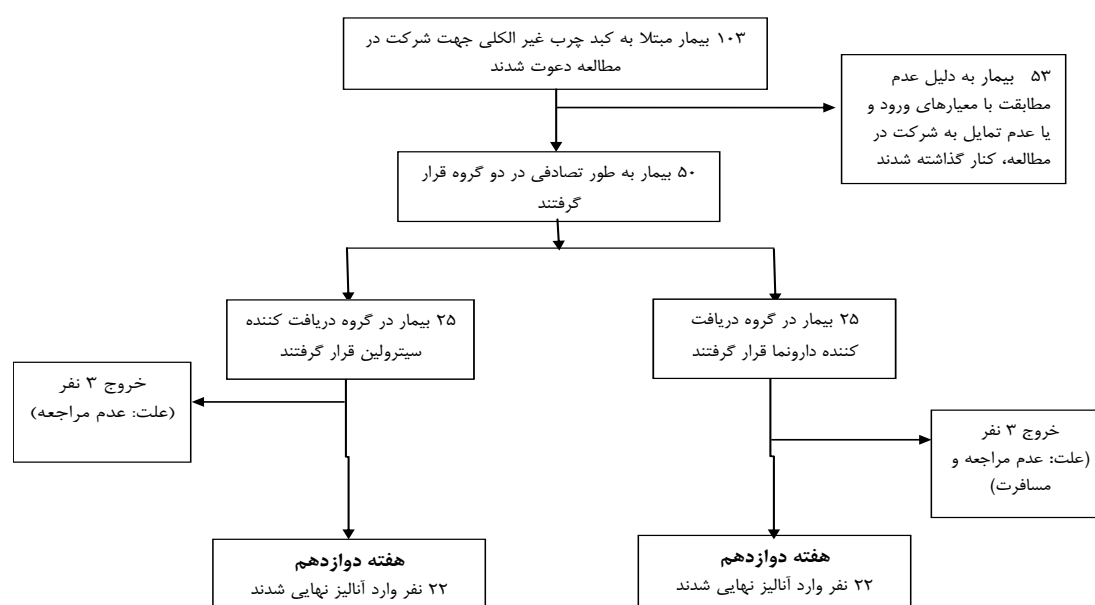 ۱۰۳ بیمار مبتلا به کبد چرب غیر الکلی جهت شرکت در
مطالعه دعوت شدند
۵۳ بیمار به دلیل عدم
مطابقت با معیارهای ورود و
یا عدم تمایل به شرکت در
مطالعه، کنار گذاشته شدند
۵۰ بیمار به طور تصادفی در دو گروه قرار
گرفتند
۲۵ بیمار در گروه دریافت
کننده دارونما قرار گرفتند
۲۵ بیمار در گروه دریافت کننده
سیترولین قرار گرفتند
خروج ۳ نفر
(علت: عدم مراجعه و
مسافرت)
خروج ۳ نفر
(علت: عدم مراجعه)
هفته دوازدهم
۲۲ نفر وارد آنالیز نهایی شدند
هفته دوازدهم
۲۲ نفر وارد آنالیز نهایی شدند